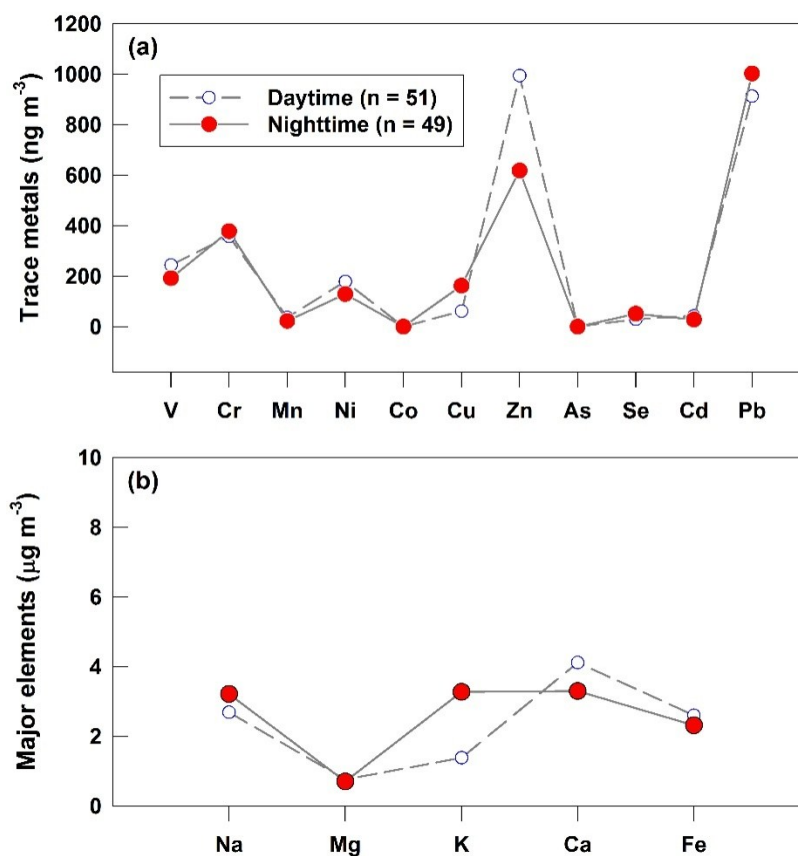 (a)
Daytime (n = 51)
Nighttime (n = 49)
Trace metals (ng m⁻³)
1200
1000
800
600
400
200
0
V Cr Mn Ni Co Cu Zn As Se Cd Pb
(b)
Major elements (µg m⁻³)
10
8
6
4
2
0
Na Mg K Ca Fe